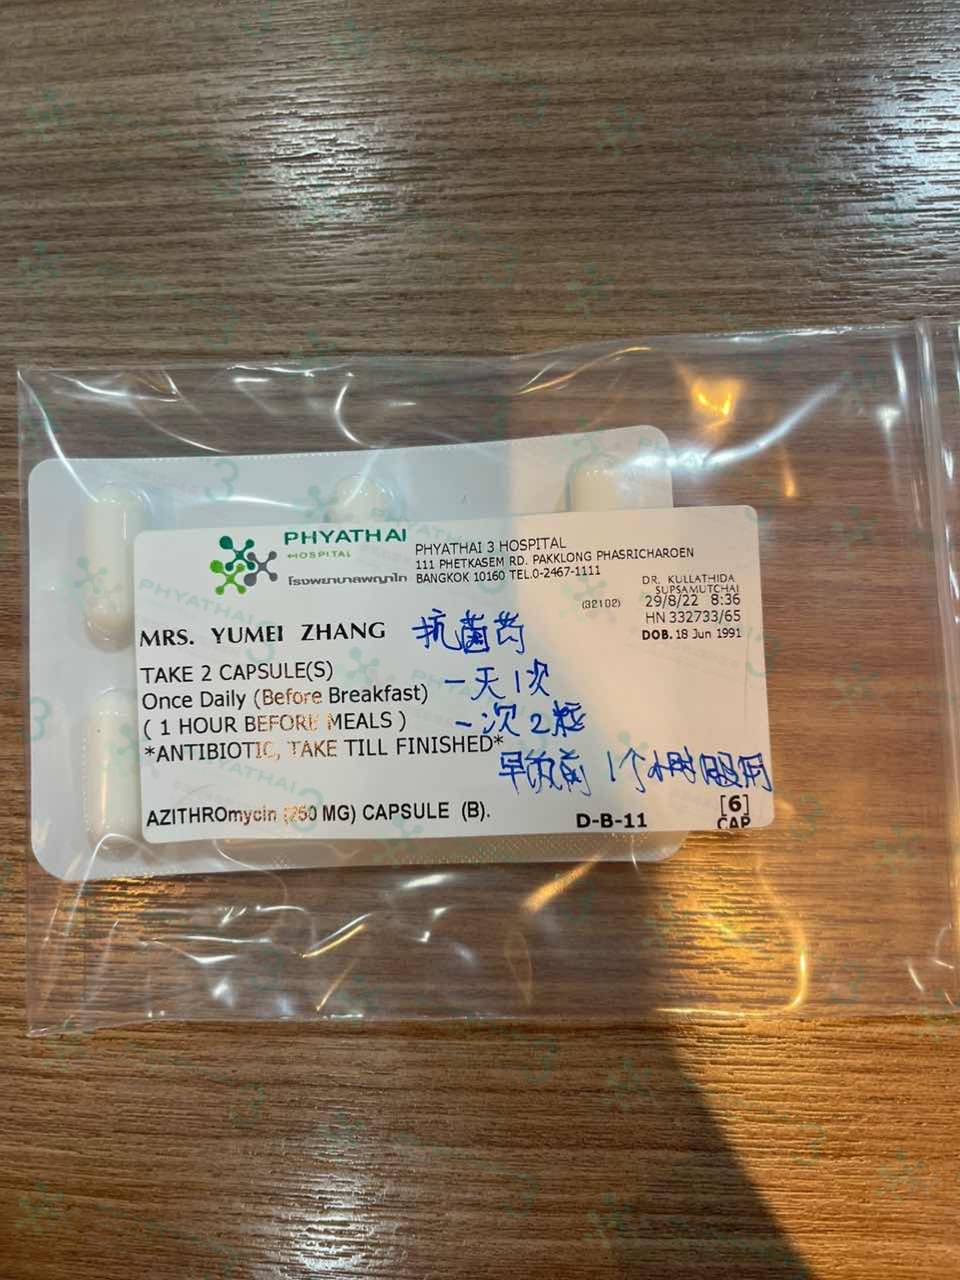 PHYATHAI
HOSPITAL
โรงพยาบาลพญาไท
PHYATHAI 3 HOSPITAL
111 PHETKASEM RD. PAKKLONG PHASRICHAROEN
BANGKOK 10160 TEL.0-2467-1111
DR. KULLATHIDA
SUPSAMUTCHAI
(32102) 29/8/22 8:36
HN 332733/65
DOB. 18 Jun 1991
MRS. YUMEI ZHANG 抗菌药
TAKE 2 CAPSULE(S)
Once Daily (Before Breakfast) 一天1次
( 1 HOUR BEFORE MEALS ) 一次2粒
*ANTIBIOTIC, TAKE TILL FINISHED*
早饭前 1个小时服用
AZITHROmycin (250 MG) CAPSULE (B). D-B-11 [6]
CAP